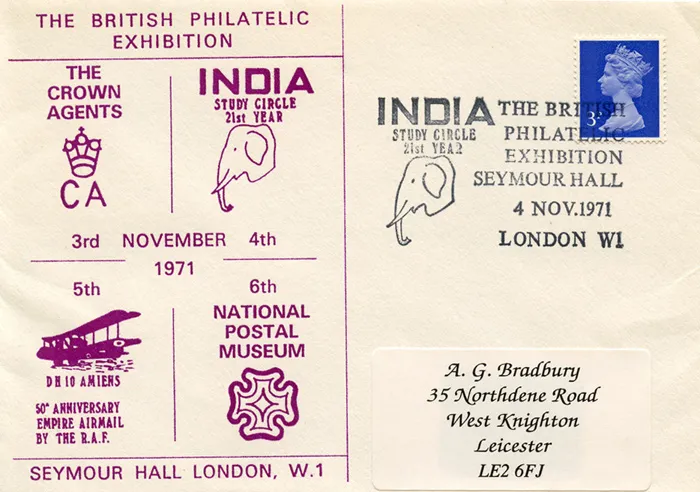 THE BRITISH PHILATELIC
EXHIBITION
THE
CROWN
AGENTS
CA
INDIA
STUDY CIRCLE
21st YEAR
3rd NOVEMBER 4th
1971
5th
6th
DH 10 AMIENS
50th ANNIVERSARY
EMPIRE AIRMAIL
BY THE R.A.F.
NATIONAL
POSTAL
MUSEUM
SEYMOUR HALL LONDON, W.1
INDIA
STUDY CIRCLE
21st YEA2
THE BRITISH
PHILATELIC
EXHIBITION
SEYMOUR HALL
4 NOV.1971
LONDON W1
3
A. G. Bradbury
35 Northdene Road
West Knighton
Leicester
LE2 6FJ